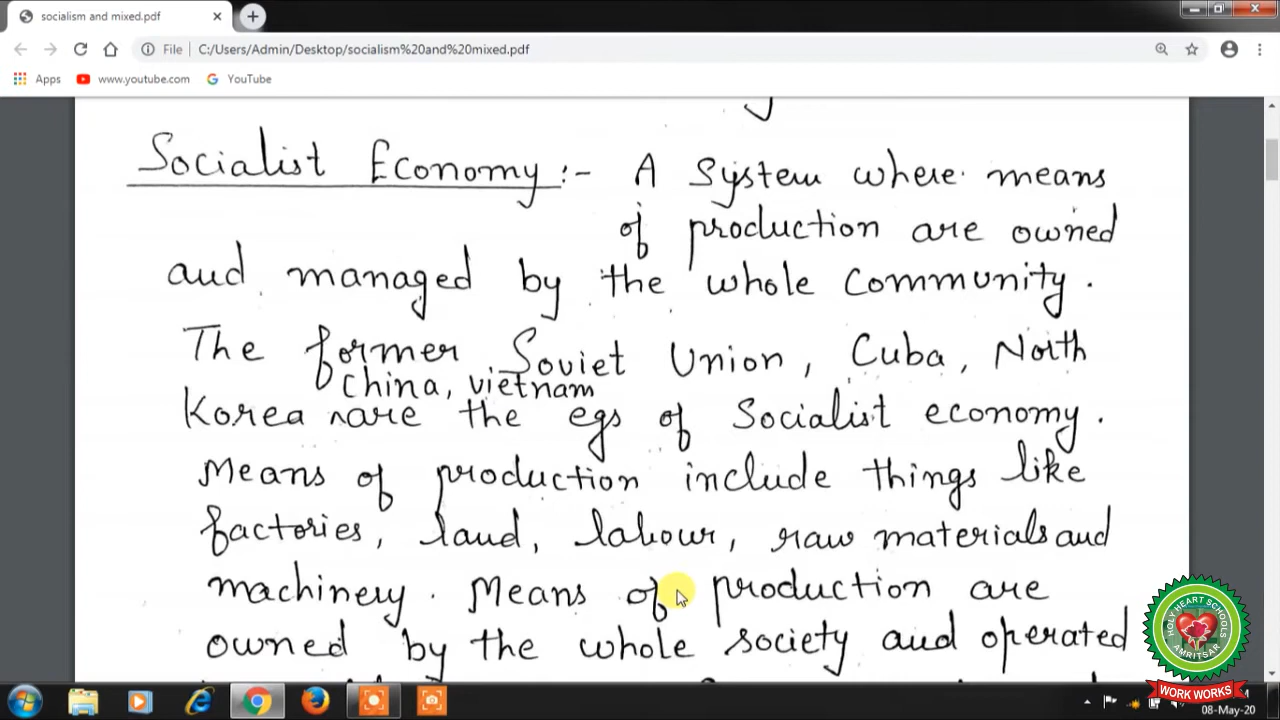 socialism and mixed.pdf
File C:/Users/Admin/Desktop/socialism%20and%20mixed.pdf
Apps www.youtube.com YouTube
Socialist Economy :- A System where means
of production are owned
and managed by the whole Community.
The former Soviet Union, Cuba, North
China, Vietnam
Korea are the egs of Socialist economy.
Means of production include things like
factories, land, labour, raw materials and
machinery. Means of production are
owned by the whole society and operated
HOLY HEART SCHOOLS
AMRITSAR
WORK WORKS
08-May-20